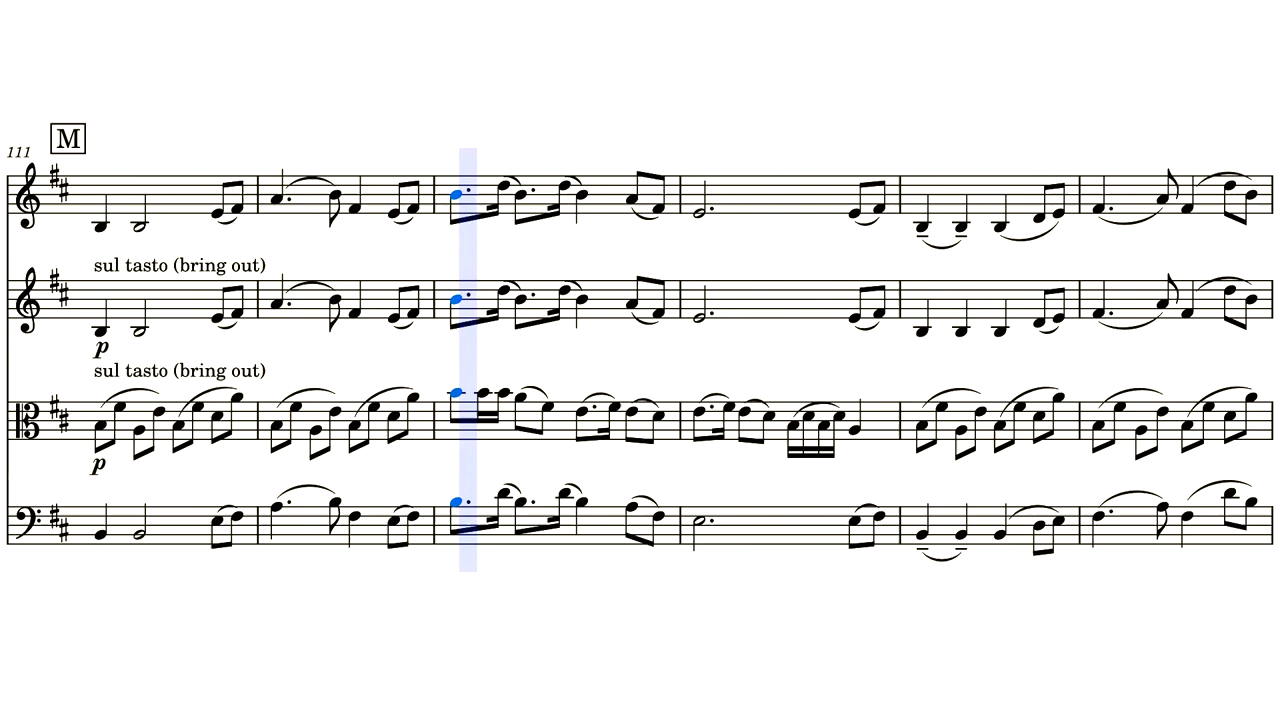 M
111
sul tasto (bring out)
p
sul tasto (bring out)
p